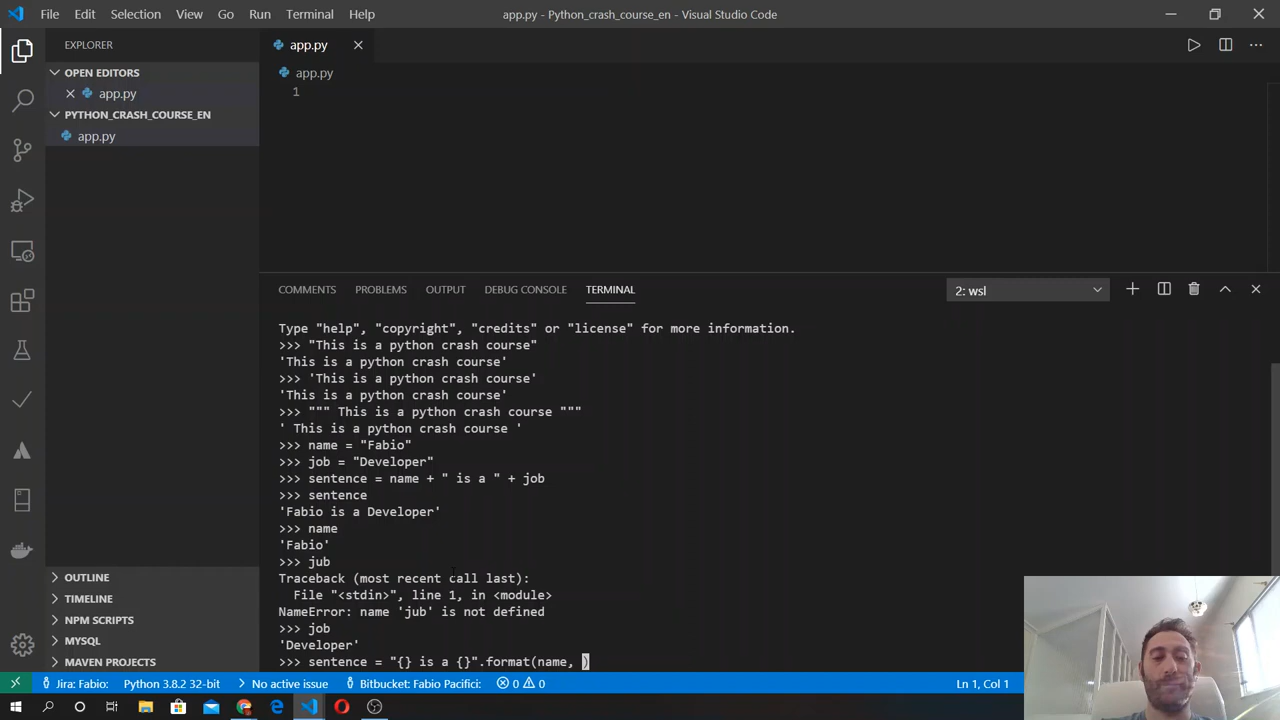 File Edit Selection View Go Run Terminal Help app.py - Python_crash_course_en - Visual Studio Code
EXPLORER
OPEN EDITORS
app.py
PYTHON_CRASH_COURSE_EN
app.py
OUTLINE
TIMELINE
NPM SCRIPTS
MYSQL
MAVEN PROJECTS
app.py
app.py
1
COMMENTS PROBLEMS OUTPUT DEBUG CONSOLE TERMINAL 2: wsl
Type "help", "copyright", "credits" or "license" for more information.
>>> "This is a python crash course"
'This is a python crash course'
>>> 'This is a python crash course'
'This is a python crash course'
>>> """ This is a python crash course """
' This is a python crash course '
>>> name = "Fabio"
>>> job = "Developer"
>>> sentence = name + " is a " + job
>>> sentence
'Fabio is a Developer'
>>> name
'Fabio'
>>> jub
Traceback (most recent call last):
  File "<stdin>", line 1, in <module>
NameError: name 'jub' is not defined
>>> job
'Developer'
>>> sentence = "{} is a {}".format(name, )
Jira: Fabio: Python 3.8.2 32-bit No active issue Bitbucket: Fabio Pacifici: 0 0 Ln 1, Col 1